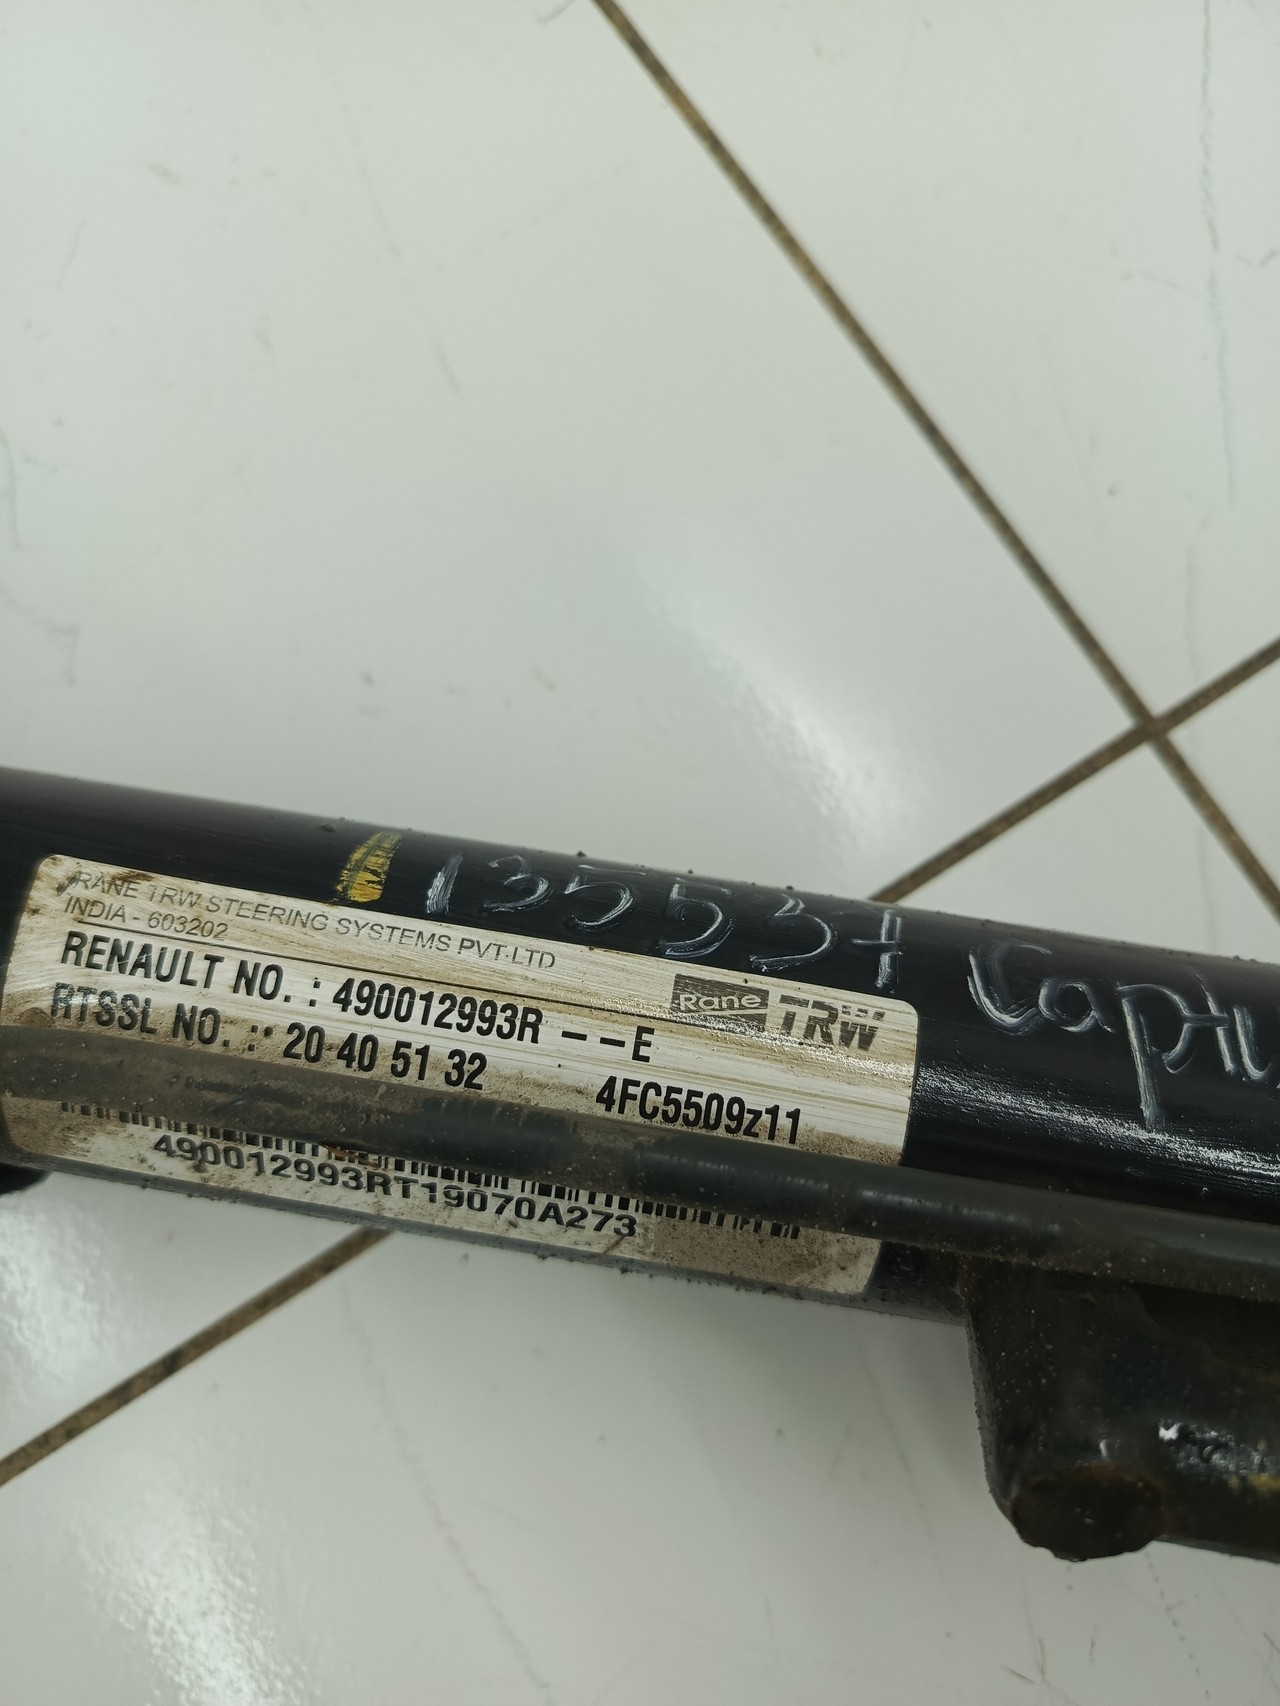 135537 Captu
RANE TRW STEERING SYSTEMS PVT.LTD
INDIA - 603202
Rane TRW
RENAULT NO. : 490012993R -- E
RTSSL NO. : 20 40 51 32 4FC5509z11
490012993RT19070A273